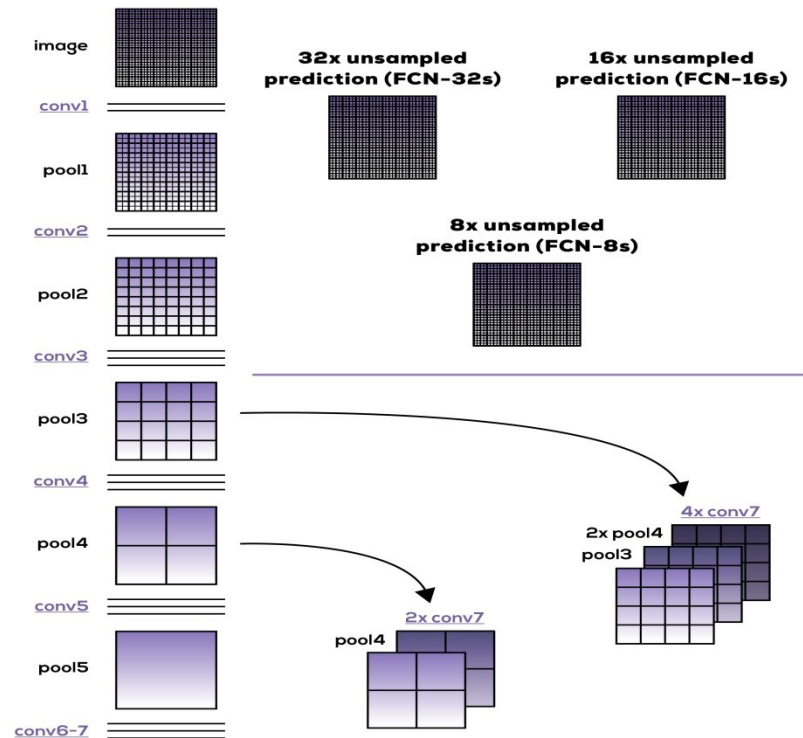 image
32x unsampled
prediction (FCN-32s)
16x unsampled
prediction (FCN-16s)
conv1
pool1
conv2
8x unsampled
prediction (FCN-8s)
pool2
conv3
pool3
conv4
4x conv7
2x pool4
pool3
pool4
conv5
2x conv7
pool4
pool5
conv6-7